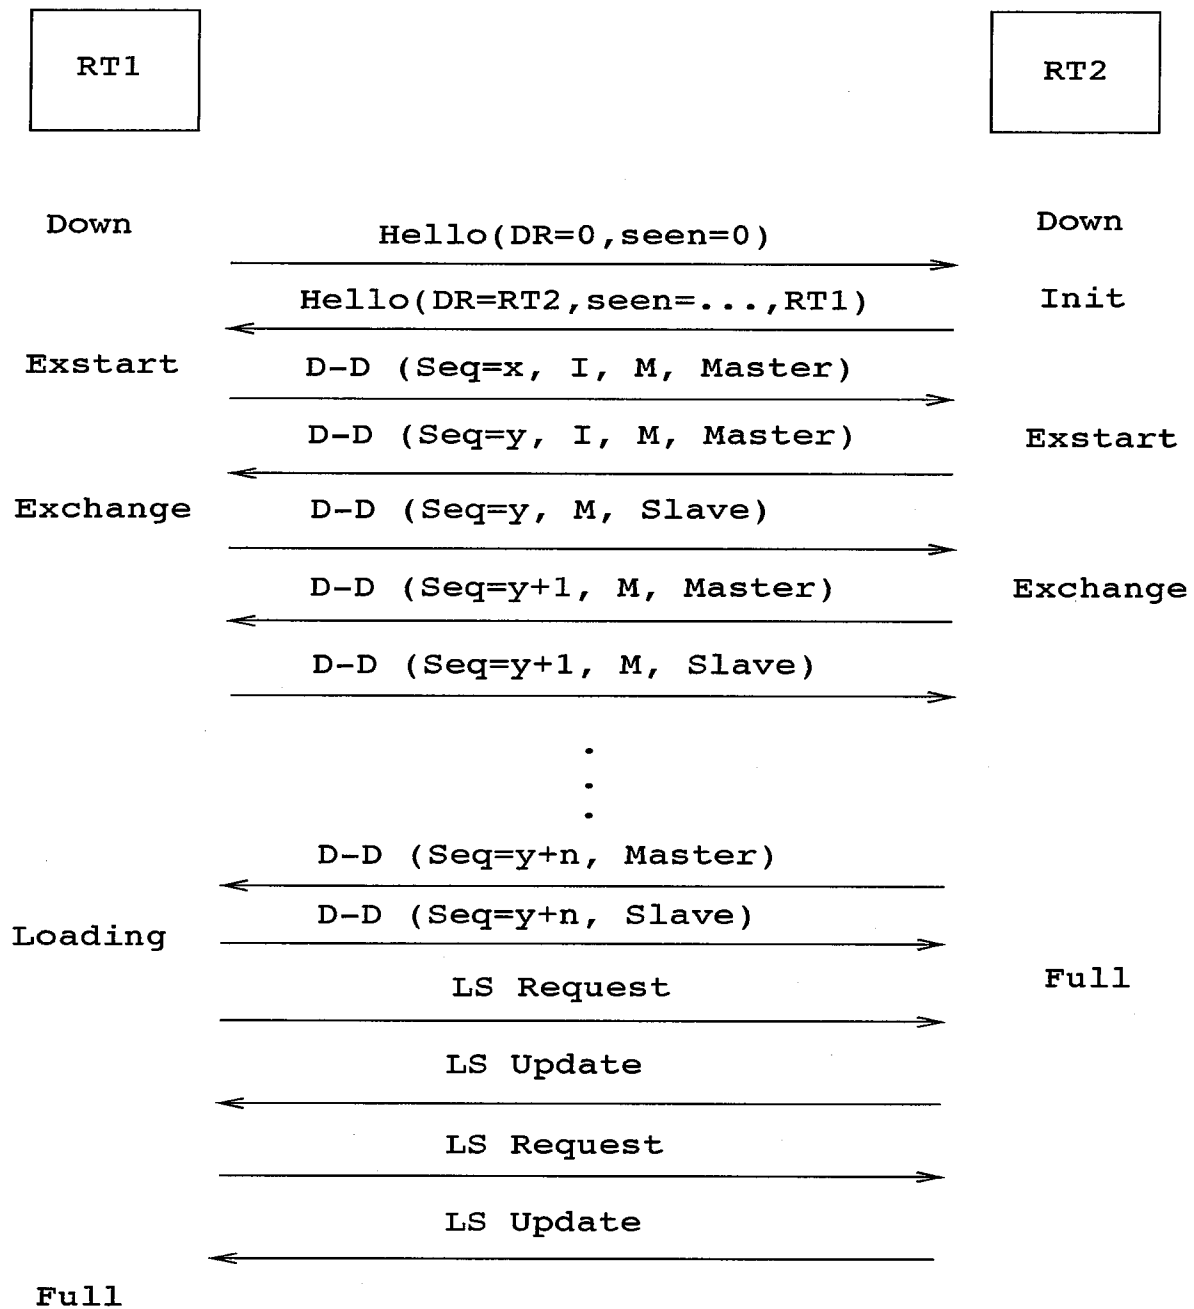 RT1
RT2
Down
Down
Hello(DR=0,seen=0)
Hello(DR=RT2,seen=...,RT1)
Init
Exstart
D-D (Seq=x, I, M, Master)
D-D (Seq=y, I, M, Master)
Exstart
Exchange
D-D (Seq=y, M, Slave)
D-D (Seq=y+1, M, Master)
Exchange
D-D (Seq=y+1, M, Slave)
.
.
.
D-D (Seq=y+n, Master)
D-D (Seq=y+n, Slave)
Loading
LS Request
Full
LS Update
LS Request
LS Update
Full